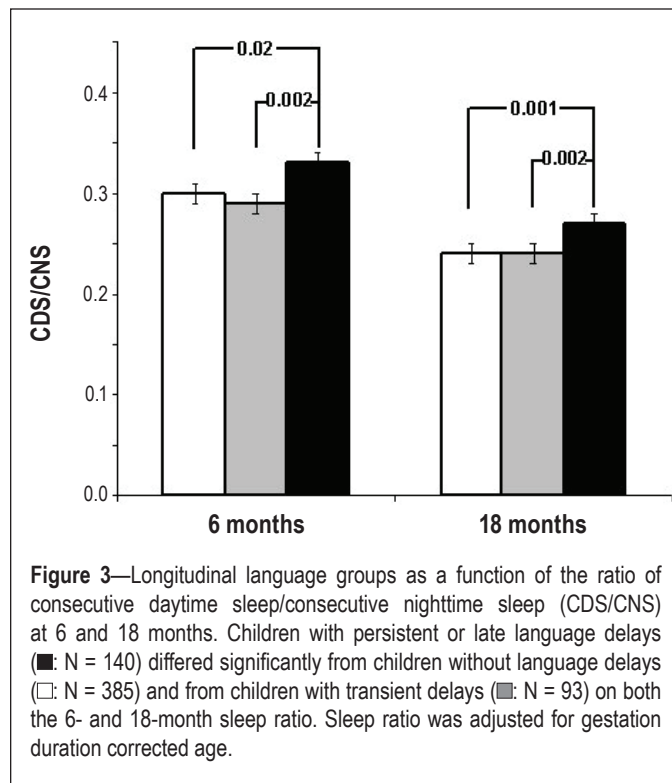 0.02
0.4
0.002
0.001
0.002
0.3
CDS/CNS
0.2
0.1
0.0
6 months
18 months
Figure 3—Longitudinal language groups as a function of the ratio of
consecutive daytime sleep/consecutive nighttime sleep (CDS/CNS)
at 6 and 18 months. Children with persistent or late language delays
(■: N = 140) differed significantly from children without language delays
(□: N = 385) and from children with transient delays (■: N = 93) on both
the 6- and 18-month sleep ratio. Sleep ratio was adjusted for gestation
duration corrected age.